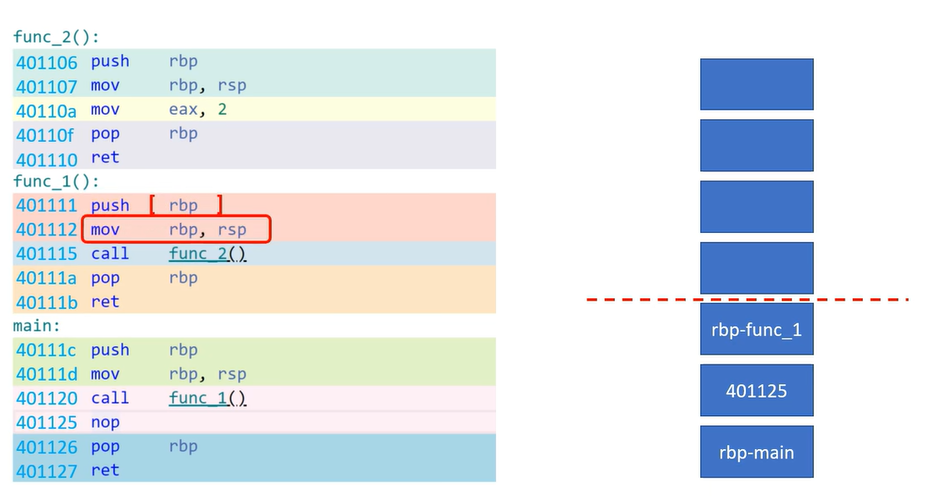 func_2():
401106 push rbp
401107 mov rbp, rsp
40110a mov eax, 2
40110f pop rbp
401110 ret
func_1():
401111 push [ rbp ]
401112 mov rbp, rsp
401115 call func_2()
40111a pop rbp
40111b ret
main:
40111c push rbp
40111d mov rbp, rsp
401120 call func_1()
401125 nop
401126 pop rbp
401127 ret
rbp-func_1
401125
rbp-main